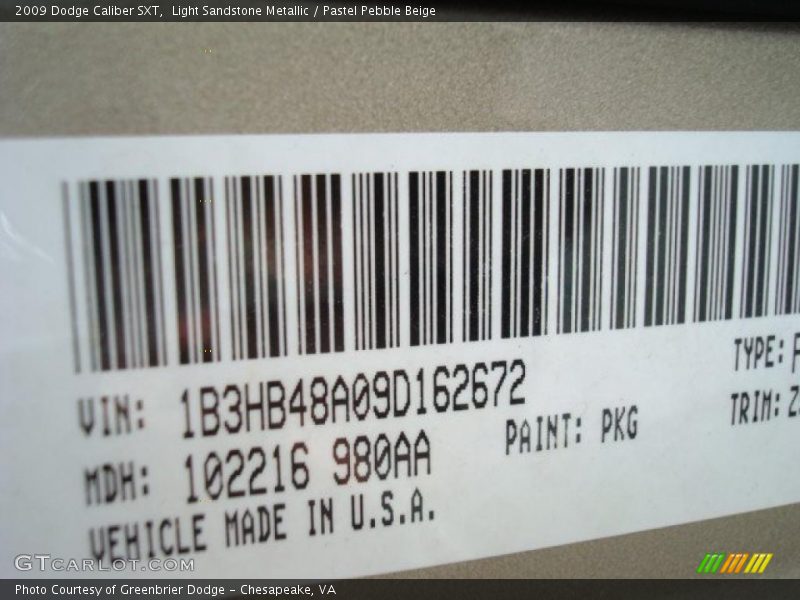 2009 Dodge Caliber SXT,  Light Sandstone Metallic / Pastel Pebble Beige
VIN: 1B3HB48A09D162672
TYPE:
MDH: 102216 980AA
PAINT: PKG
TRIM:
VEHICLE MADE IN U.S.A.
GTCARLOT.COM
Photo Courtesy of Greenbrier Dodge - Chesapeake, VA